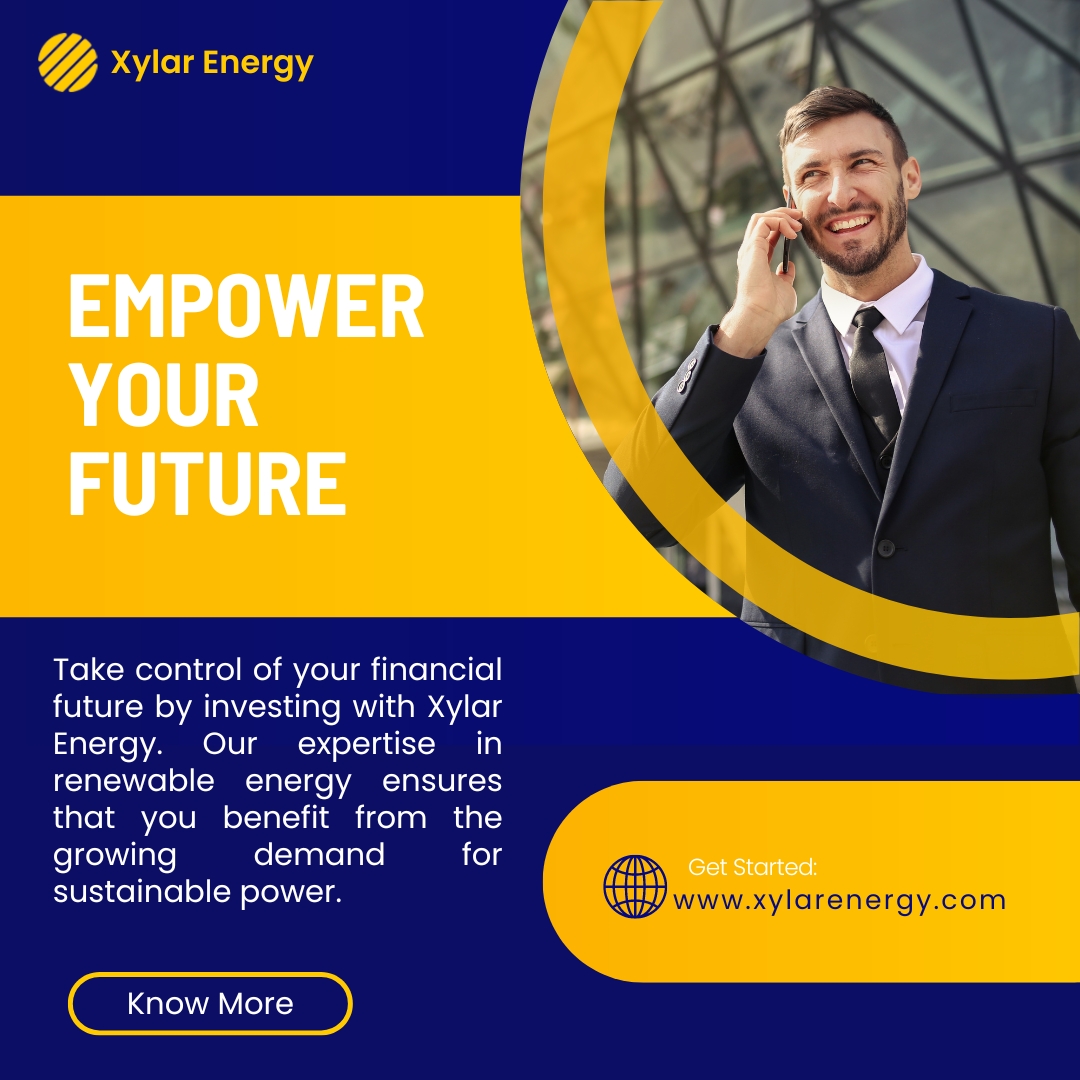 Xylar Energy
EMPOWER
YOUR
FUTURE
Take control of your financial
future by investing with Xylar
Energy. Our expertise in
renewable energy ensures
that you benefit from the
growing demand for
sustainable power.
Get Started:
www.xylarenergy.com
Know More